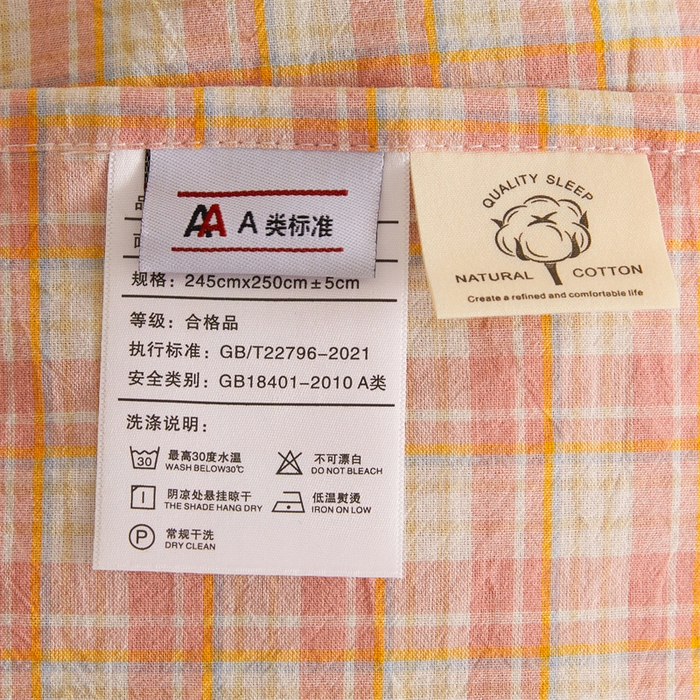 AA A 类标准
规格：245cmx250cm±5cm
等级：合格品
执行标准：GB/T22796-2021
安全类别：GB18401-2010 A类
洗涤说明：
30 最高30度水温 不可漂白
WASH BELOW30℃ DO NOT BLEACH
阴凉处悬挂晾干 低温熨烫
THE SHADE HANG DRY IRON ON LOW
P 常规干洗
DRY CLEAN
QUALITY SLEEP
NATURAL COTTON
Create a refined and comfortable life